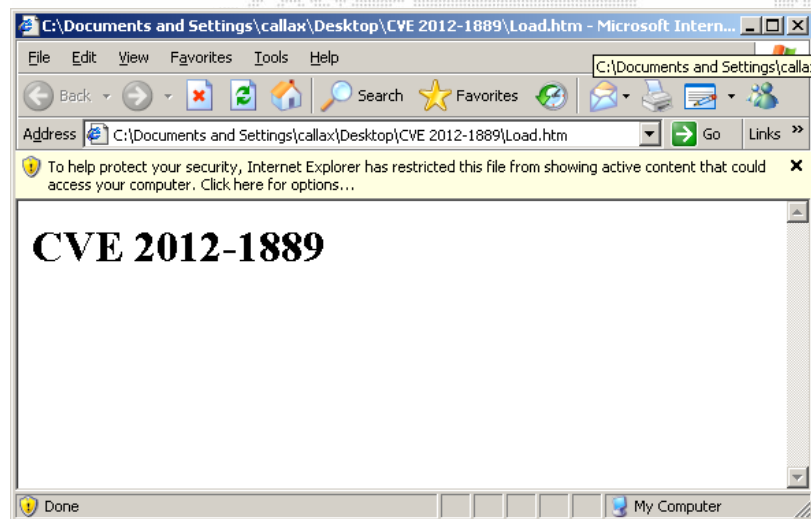 C:\Documents and Settings\callax\Desktop\CVE 2012-1889\Load.htm - Microsoft Intern...
File Edit View Favorites Tools Help
C:\Documents and Settings\calla
Back Search Favorites
Address C:\Documents and Settings\callax\Desktop\CVE 2012-1889\Load.htm Go Links »
To help protect your security, Internet Explorer has restricted this file from showing active content that could
access your computer. Click here for options...
CVE 2012-1889
Done My Computer